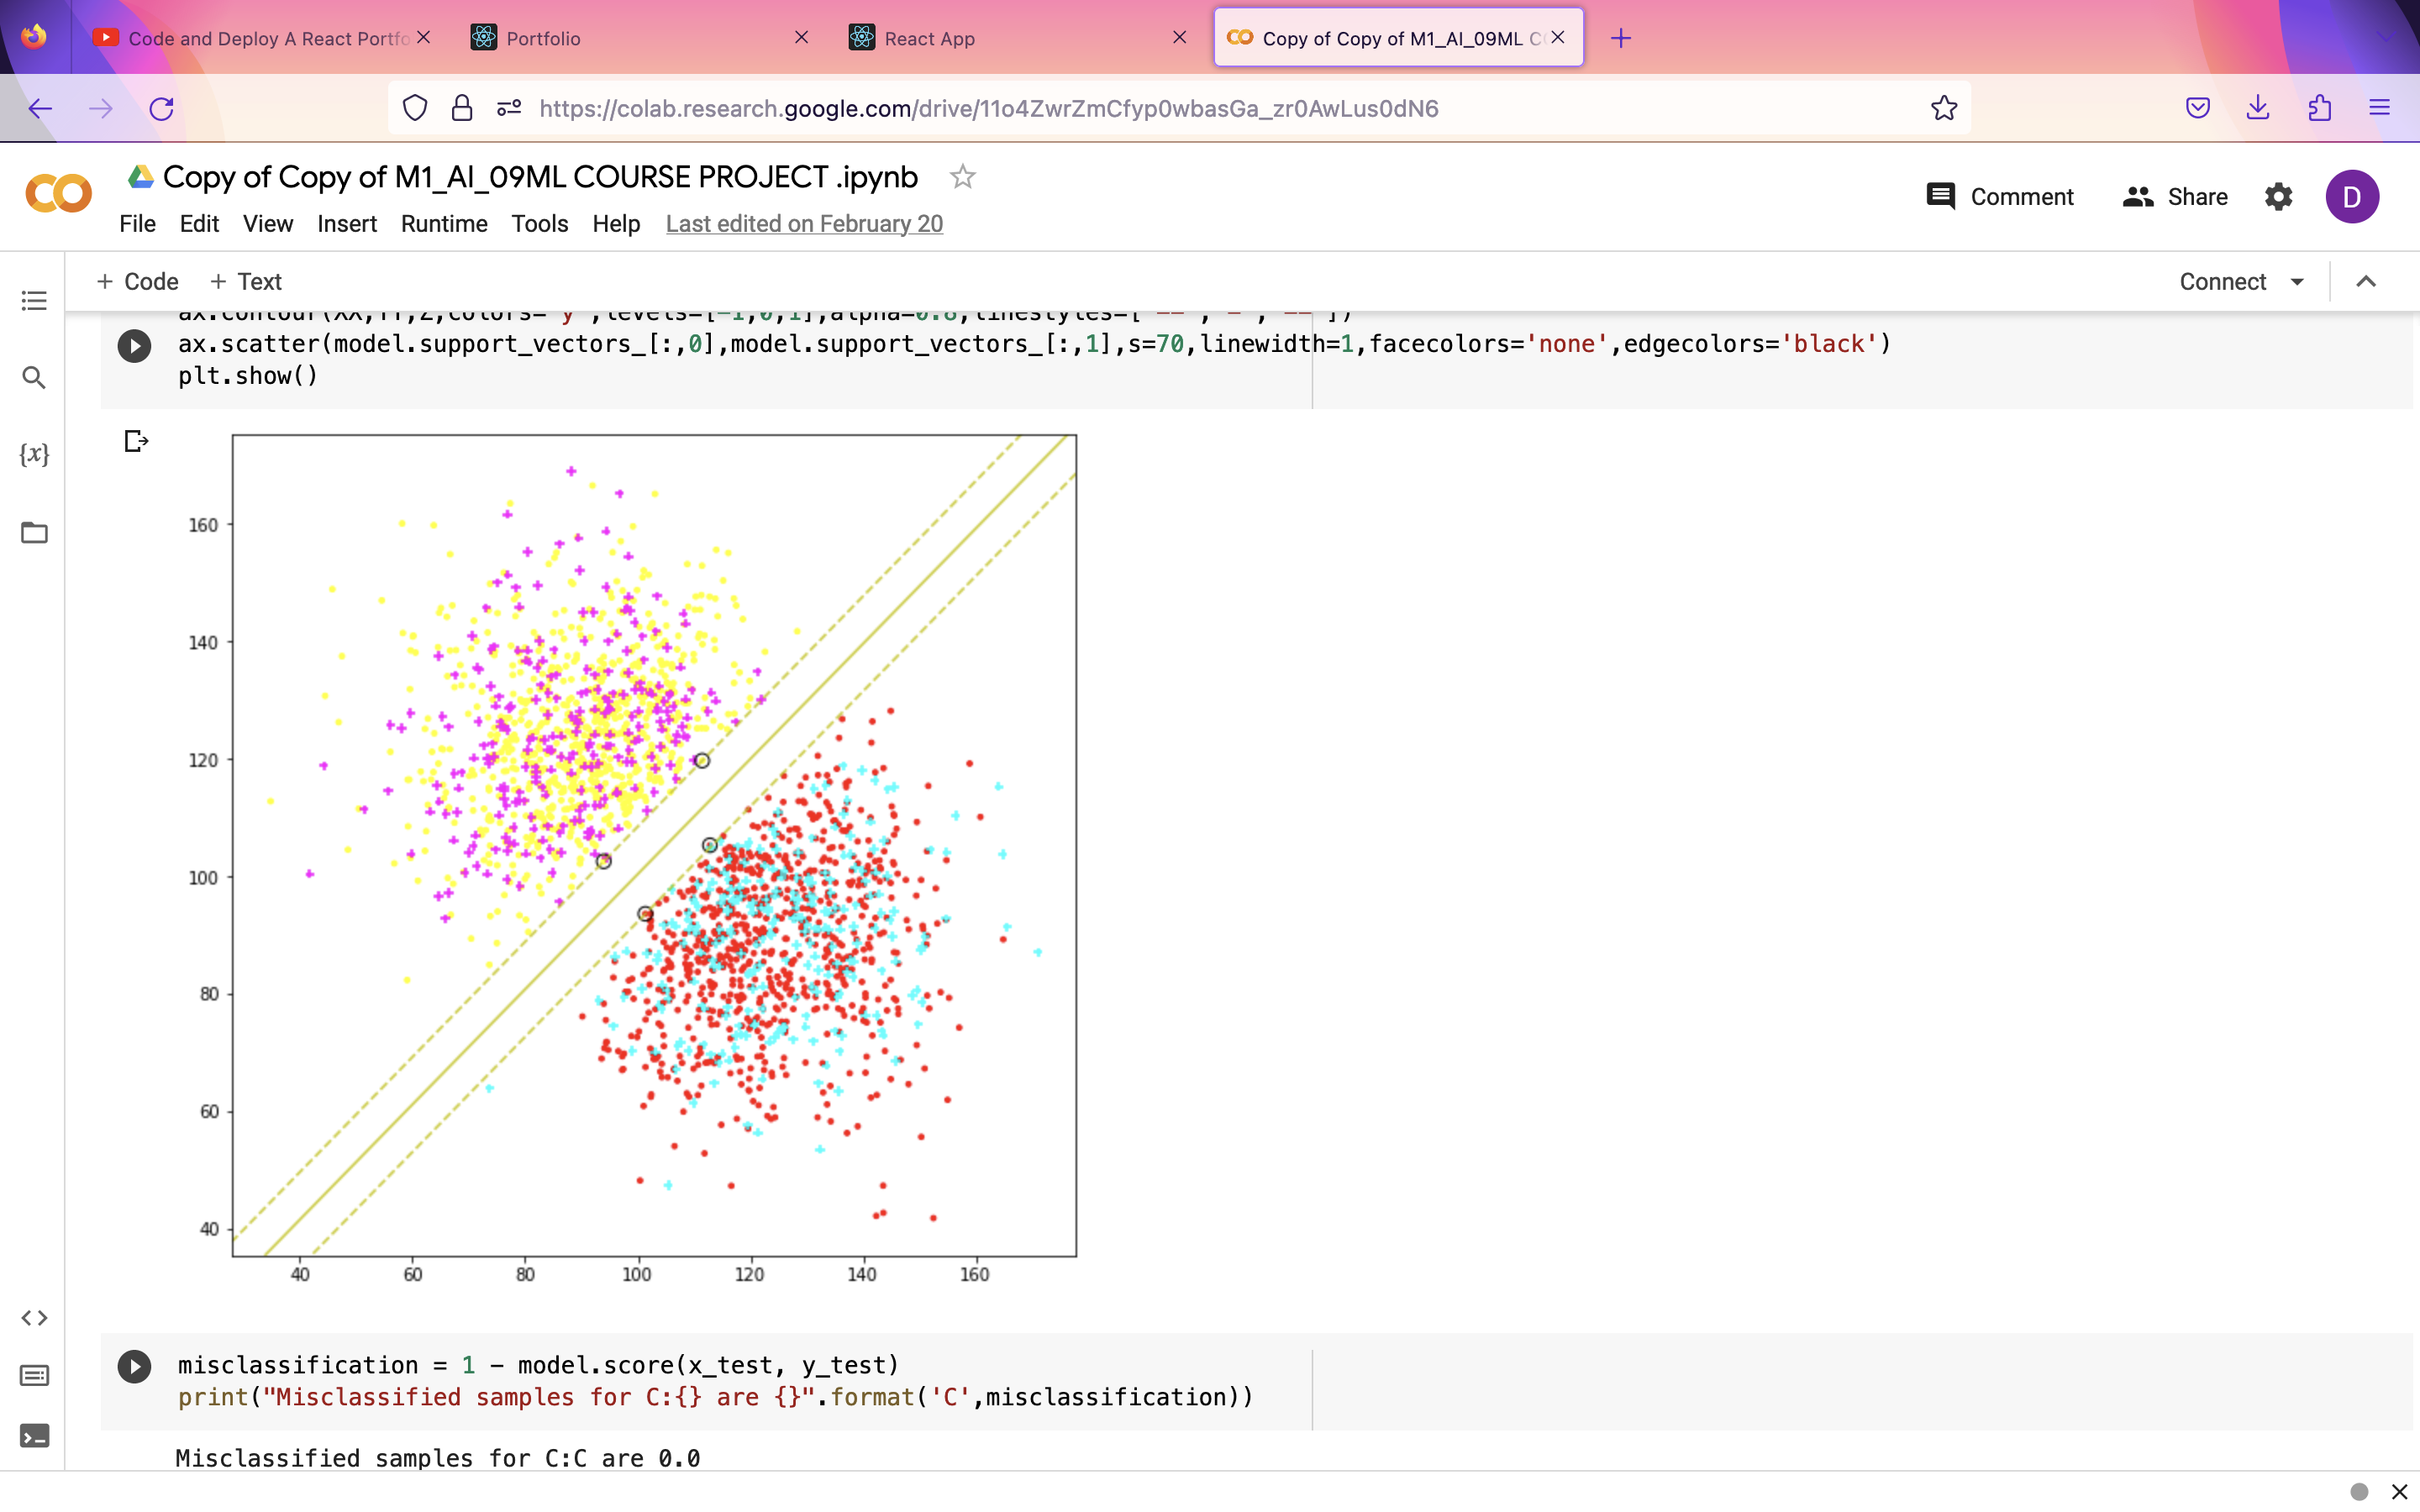 Code and Deploy A React Portfo
Portfolio
React App
Copy of Copy of M1_AI_09ML C
https://colab.research.google.com/drive/11o4ZwrZmCfyp0wbasGa_zr0AwLus0dN6
Copy of Copy of M1_AI_09ML COURSE PROJECT .ipynb
Comment
Share
D
File Edit View Insert Runtime Tools Help Last edited on February 20
+ Code + Text
Connect
ax.contour(XX,YY,Z,colors='y',levels=[-1,0,1],alpha=0.8,linestyles=['--','-','--'])
ax.scatter(model.support_vectors_[:,0],model.support_vectors_[:,1],s=70,linewidth=1,facecolors='none',edgecolors='black')
plt.show()
{x}
160
140
120
100
80
60
40
40 60 80 100 120 140 160
misclassification = 1 - model.score(x_test, y_test)
print("Misclassified samples for C:{} are {}".format('C',misclassification))
Misclassified samples for C:C are 0.0